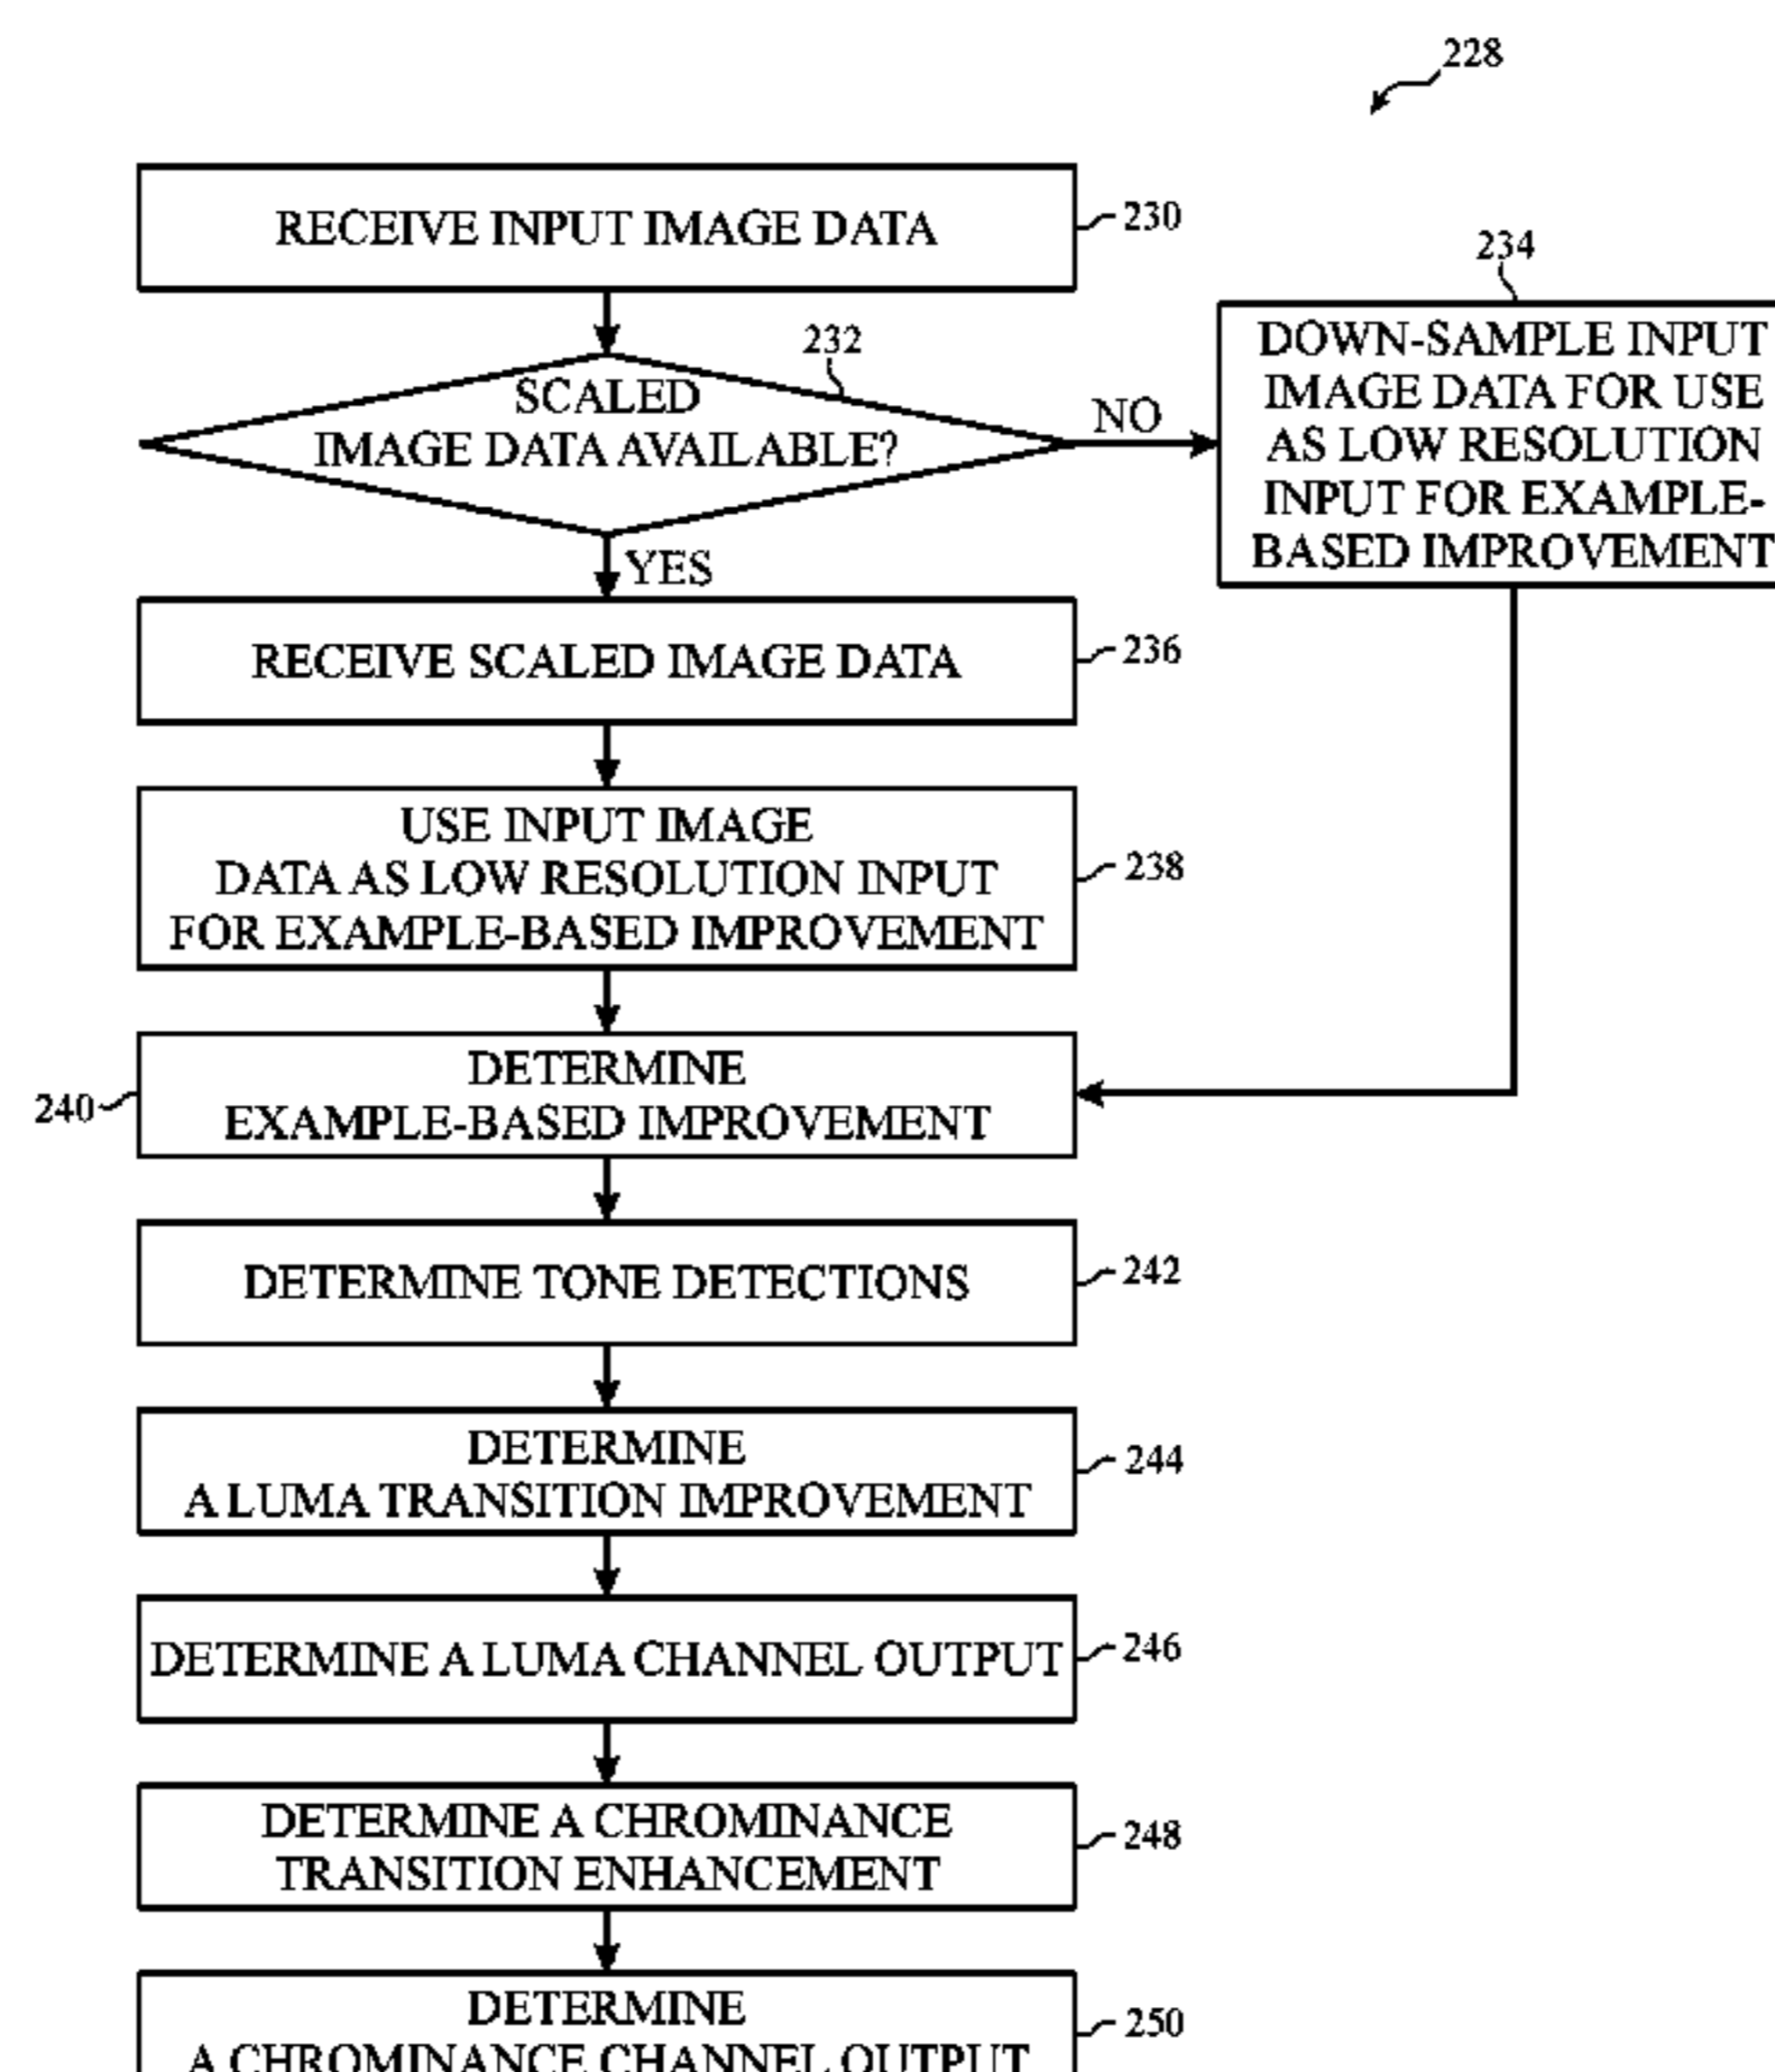 228
RECEIVE INPUT IMAGE DATA
230
232
SCALED
IMAGE DATA AVAILABLE?
NO
YES
234
DOWN-SAMPLE INPUT
IMAGE DATA FOR USE
AS LOW RESOLUTION
INPUT FOR EXAMPLE-
BASED IMPROVEMENT
RECEIVE SCALED IMAGE DATA
236
USE INPUT IMAGE
DATA AS LOW RESOLUTION INPUT
FOR EXAMPLE-BASED IMPROVEMENT
238
240
DETERMINE
EXAMPLE-BASED IMPROVEMENT
DETERMINE TONE DETECTIONS
242
DETERMINE
A LUMA TRANSITION IMPROVEMENT
244
DETERMINE A LUMA CHANNEL OUTPUT
246
DETERMINE A CHROMINANCE
TRANSITION ENHANCEMENT
248
DETERMINE
A CHROMINANCE CHANNEL OUTPUT
250